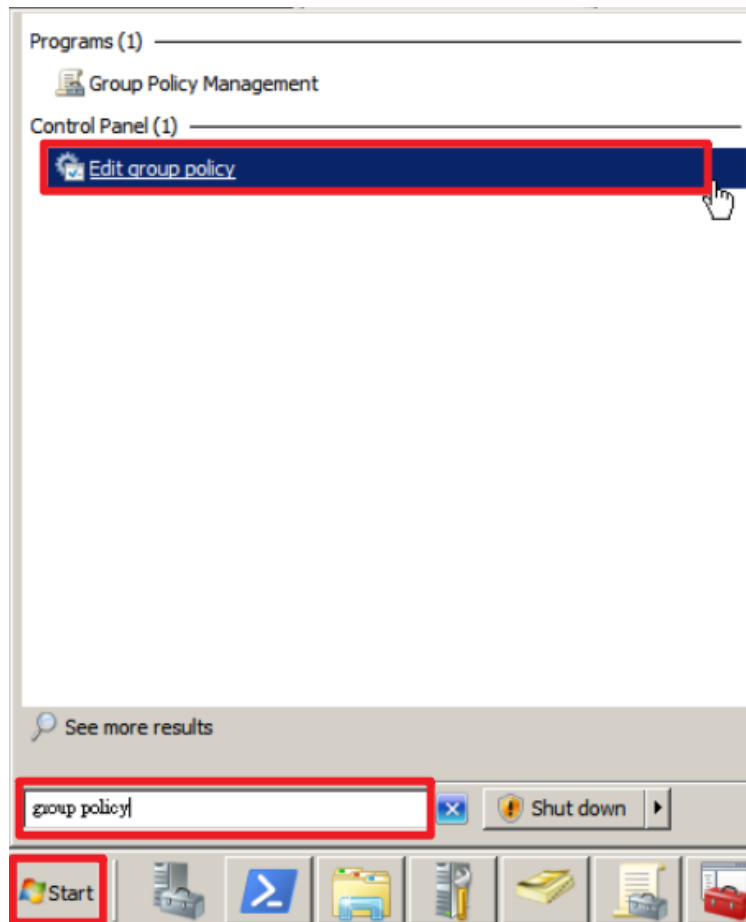 Programs (1)
Group Policy Management
Control Panel (1)
Edit group policy
See more results
group policy
Shut down
Start